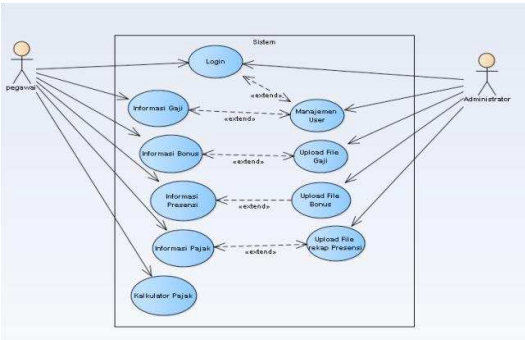 Sistem
Login
pegawai
Administrator
«extend»
Informasi Gaji
«extend»
Manajemen
User
Informasi Bonus
«extend»
Upload File
Gaji
Informasi
Presensi
«extend»
Upload File
Bonus
Informasi Pajak
«extend»
Upload File
rekap Presensi
Kalkulator Pajak